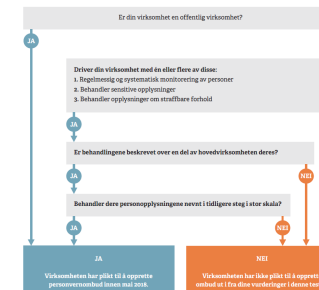 Er din virksomhet en offentlig virksomhet?
JA
Driver din virksomhet med èn eller flere av disse:
1. Regelmessig og systematisk monitorering av personer
2. Behandler sensitive opplysninger
3. Behandler opplysninger om straffbare forhold
JA
Er behandlingene beskrevet over en del av hovedvirksomheten deres?
JA
NEI
Behandler dere personopplysningene nevnt i tidligere steg i stor skala?
JA
NEI
JA
Virksomheten har plikt til å opprette
personvernombud innen mai 2018.
NEI
Virksomheten har ikke plikt til å opprett
ombud ut i fra dine vurderinger i denne tes